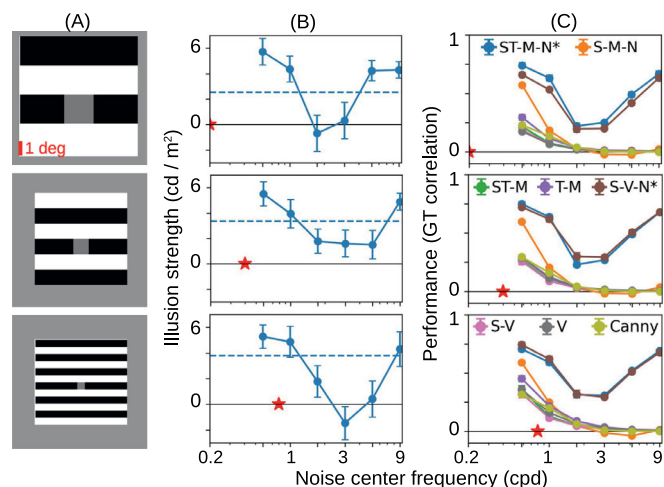 (A)
(B)
(C)
1 deg
Illusion strength (cd / m²)
6
0
6
0
6
0
0.2
1
3
9
Performance (GT correlation)
1
ST-M-N*
S-M-N
0
1
ST-M
T-M
S-V-N*
0
1
S-V
V
Canny
0
0.2
1
3
9
Noise center frequency (cpd)